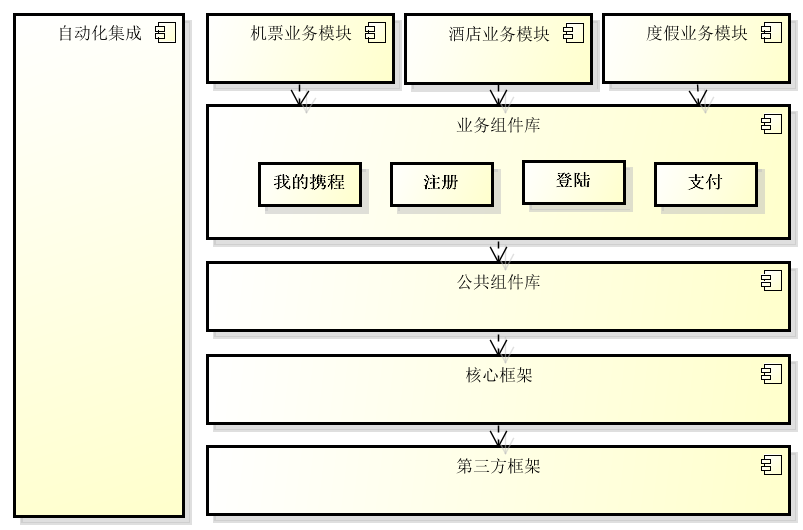 自动化集成
机票业务模块
酒店业务模块
度假业务模块
业务组件库
我的携程
注册
登陆
支付
公共组件库
核心框架
第三方框架